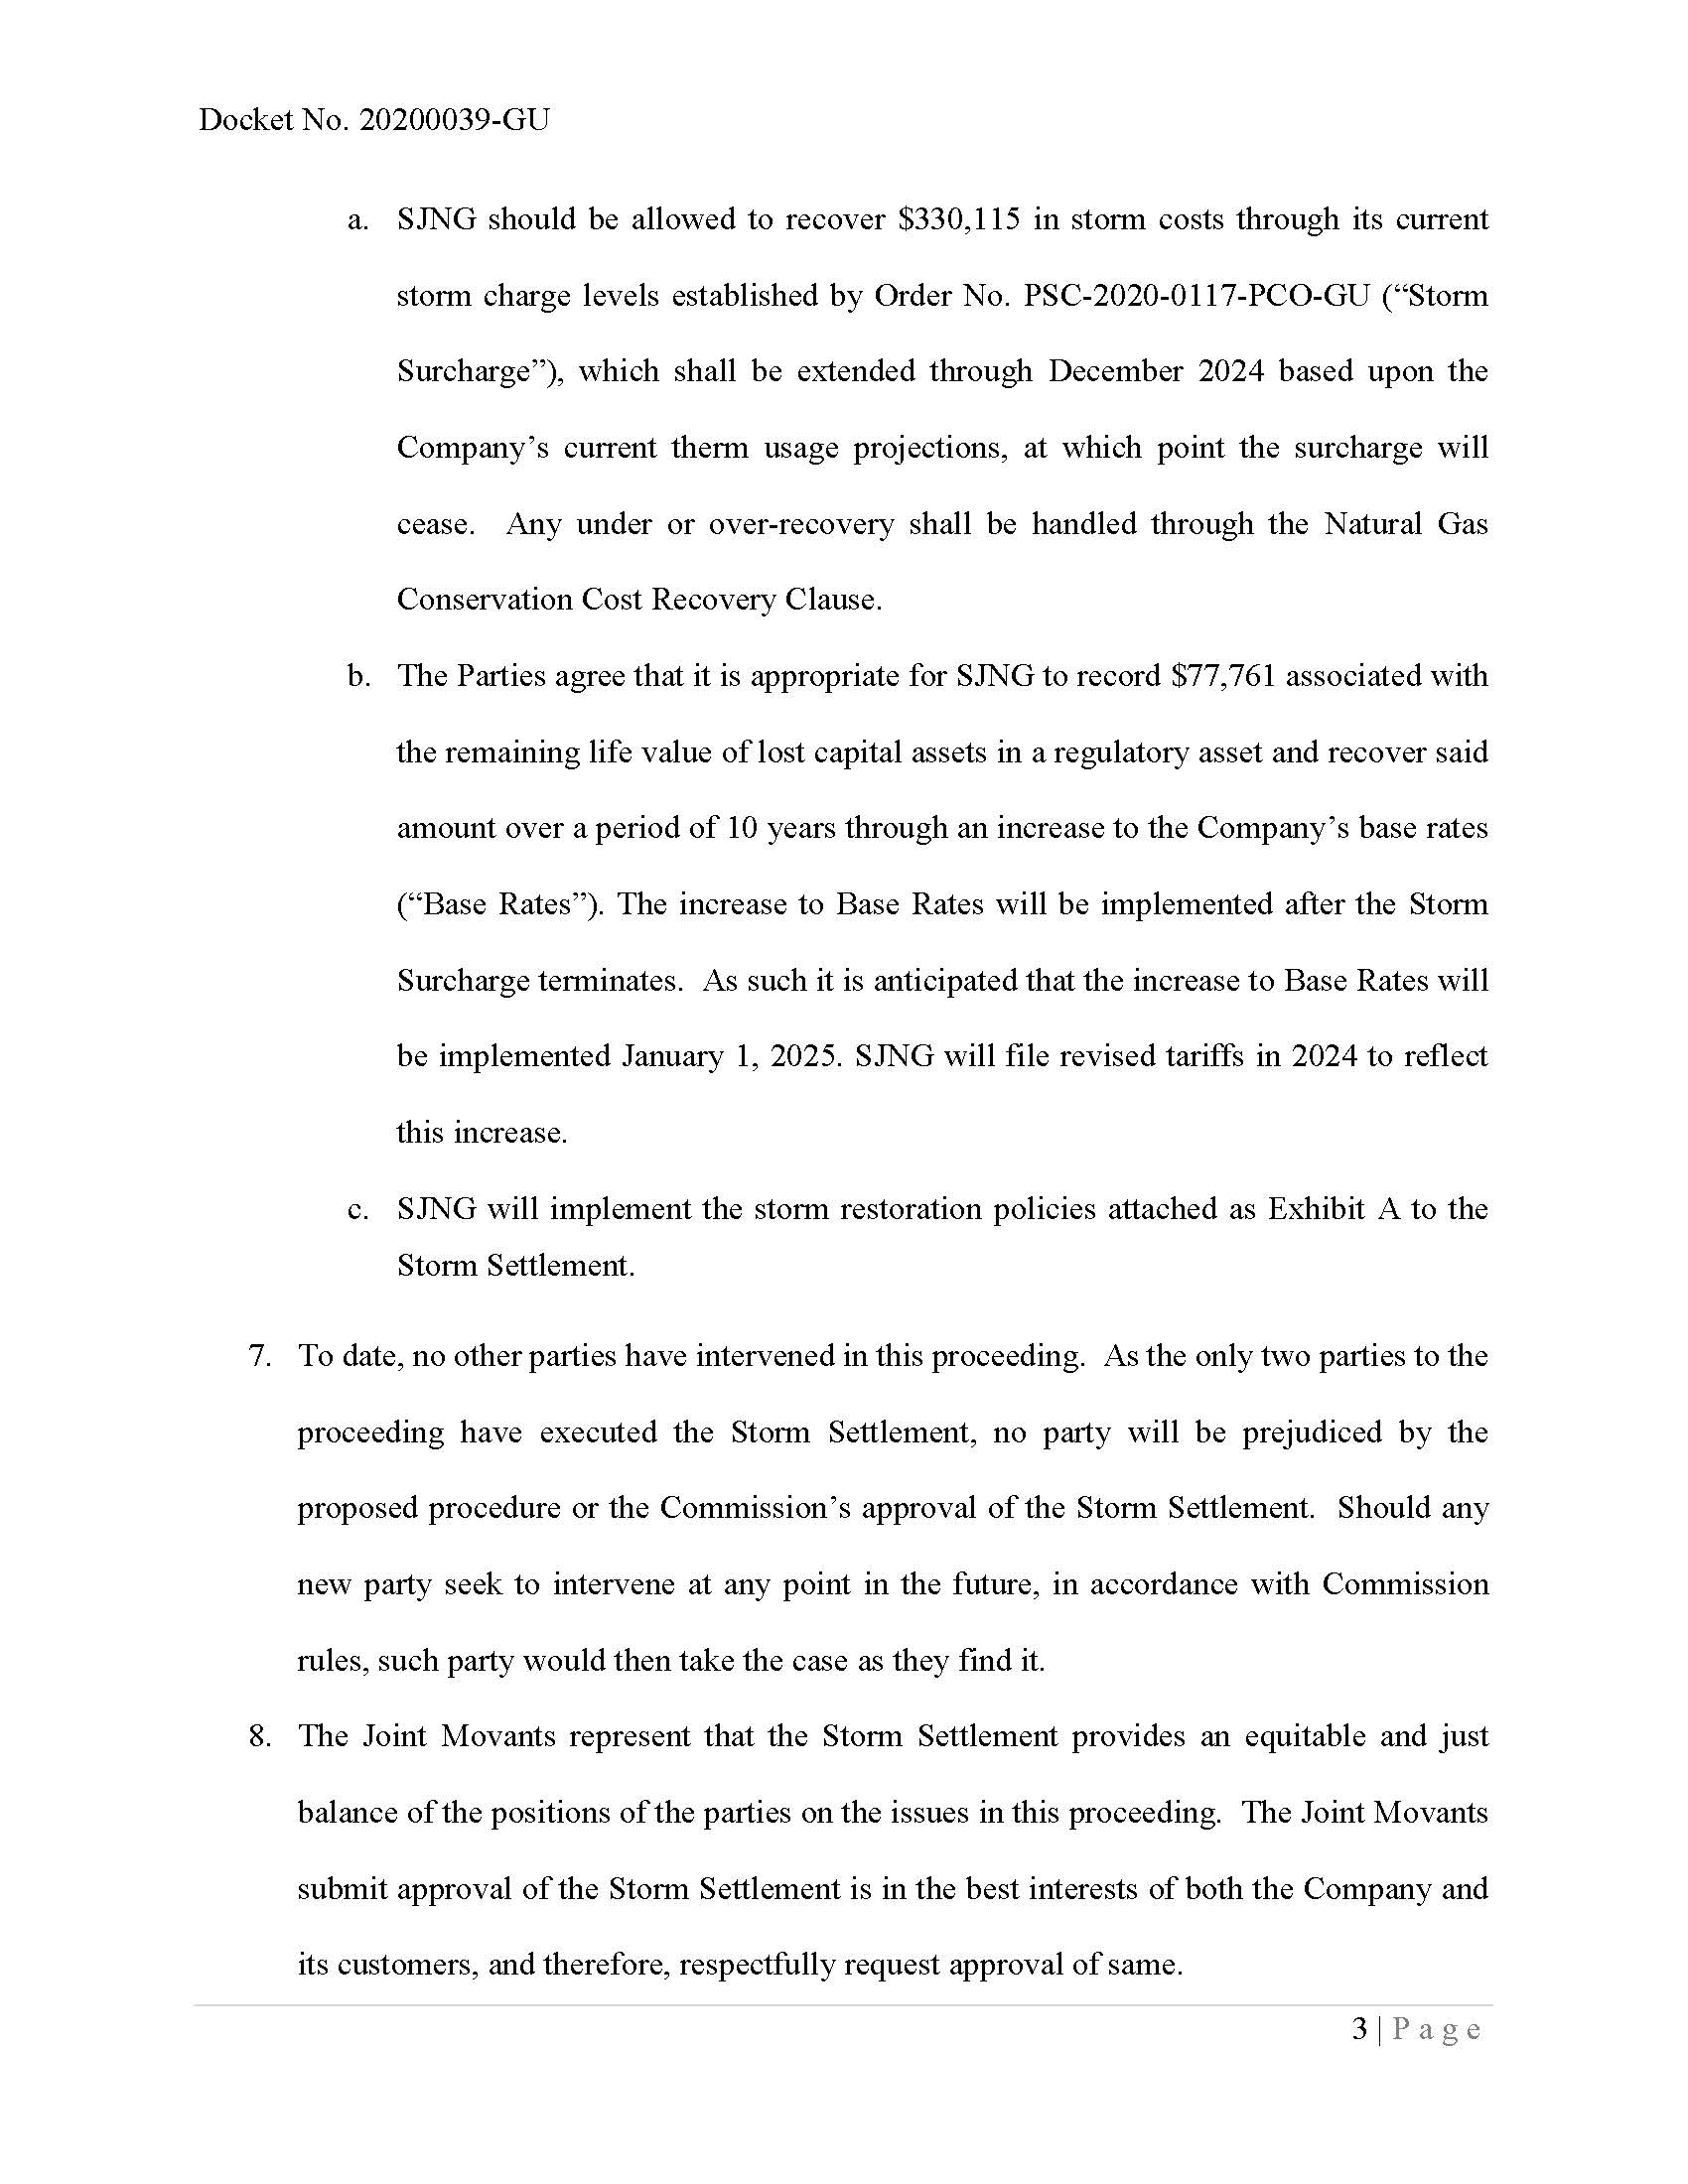 Docket No. 20200039-GU
a. SJNG should be allowed to recover $330,115 in storm costs through its current
storm charge levels established by Order No. PSC-2020-0117-PCO-GU (“Storm
Surcharge”), which shall be extended through December 2024 based upon the
Company’s current therm usage projections, at which point the surcharge will
cease.  Any under or over-recovery shall be handled through the Natural Gas
Conservation Cost Recovery Clause.
b. The Parties agree that it is appropriate for SJNG to record $77,761 associated with
the remaining life value of lost capital assets in a regulatory asset and recover said
amount over a period of 10 years through an increase to the Company’s base rates
(“Base Rates”). The increase to Base Rates will be implemented after the Storm
Surcharge terminates.  As such it is anticipated that the increase to Base Rates will
be implemented January 1, 2025. SJNG will file revised tariffs in 2024 to reflect
this increase.
c. SJNG will implement the storm restoration policies attached as Exhibit A to the
Storm Settlement.
7. To date, no other parties have intervened in this proceeding.  As the only two parties to the
proceeding have executed the Storm Settlement, no party will be prejudiced by the
proposed procedure or the Commission’s approval of the Storm Settlement.  Should any
new party seek to intervene at any point in the future, in accordance with Commission
rules, such party would then take the case as they find it.
8. The Joint Movants represent that the Storm Settlement provides an equitable and just
balance of the positions of the parties on the issues in this proceeding.  The Joint Movants
submit approval of the Storm Settlement is in the best interests of both the Company and
its customers, and therefore, respectfully request approval of same.
3 | P a g e